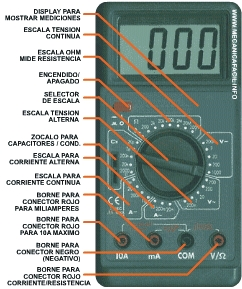 DISPLAY PARA
MOSTRAR MEDICIONES
ESCALA TENSION
CONTINUA
ESCALA OHM
MIDE RESISTENCIA
ENCENDIDO/
APAGADO
SELECTOR
DE ESCALA
ESCALA TENSION
ALTERNA
ZOCALO PARA
CAPACITORES / COND.
ESCALA PARA
CORRIENTE ALTERNA
ESCALA PARA
CORRIENTE CONTINUA
BORNE PARA
CONECTOR ROJO
PARA MILIAMPERES
BORNE PARA
CONECTOR ROJO
PARA 10A MAXIMO
BORNE PARA
CONECTOR NEGRO
(NEGATIVO)
BORNE PARA
CONECTOR ROJO
CORRIENTE/RESISTENCIA
000
WWW.MECANICAFACIL.INFO
10A
mA
COM
V/Ω